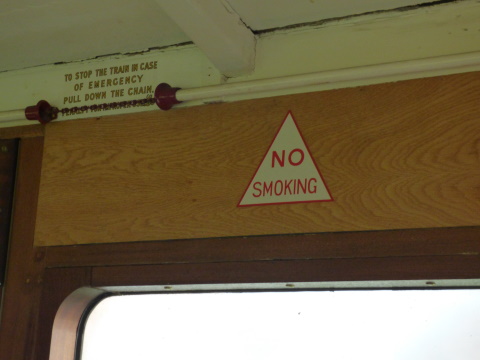 TO STOP THE TRAIN IN CASE
OF EMERGENCY
PULL DOWN THE CHAIN.
NO
SMOKING